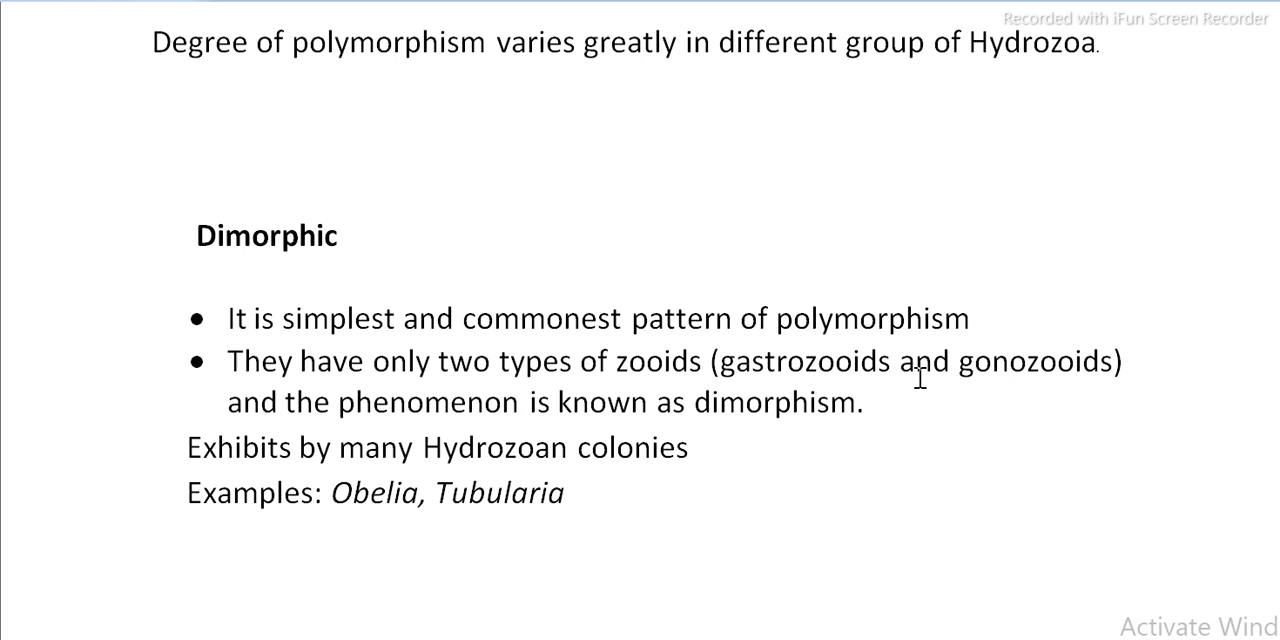 Recorded with iFun Screen Recorder
Degree of polymorphism varies greatly in different group of Hydrozoa.
Dimorphic
• It is simplest and commonest pattern of polymorphism
• They have only two types of zooids (gastrozooids and gonozooids)
and the phenomenon is known as dimorphism.
Exhibits by many Hydrozoan colonies
Examples: Obelia, Tubularia
Activate Wind